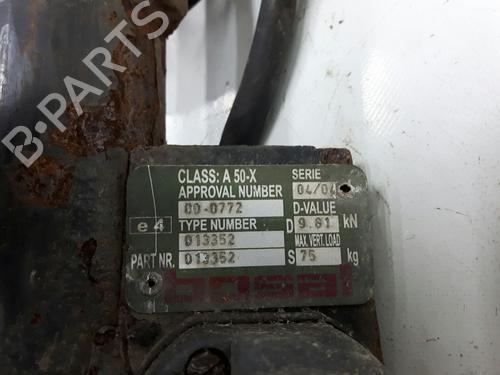 B-PARTS
CLASS: A 50-X SERIE
APPROVAL NUMBER 04/04
00-0772 D-VALUE
e4 TYPE NUMBER D 9.81 kN
013352 MAX. VERT. LOAD
PART NR. 013352 S 75 kg
bosal